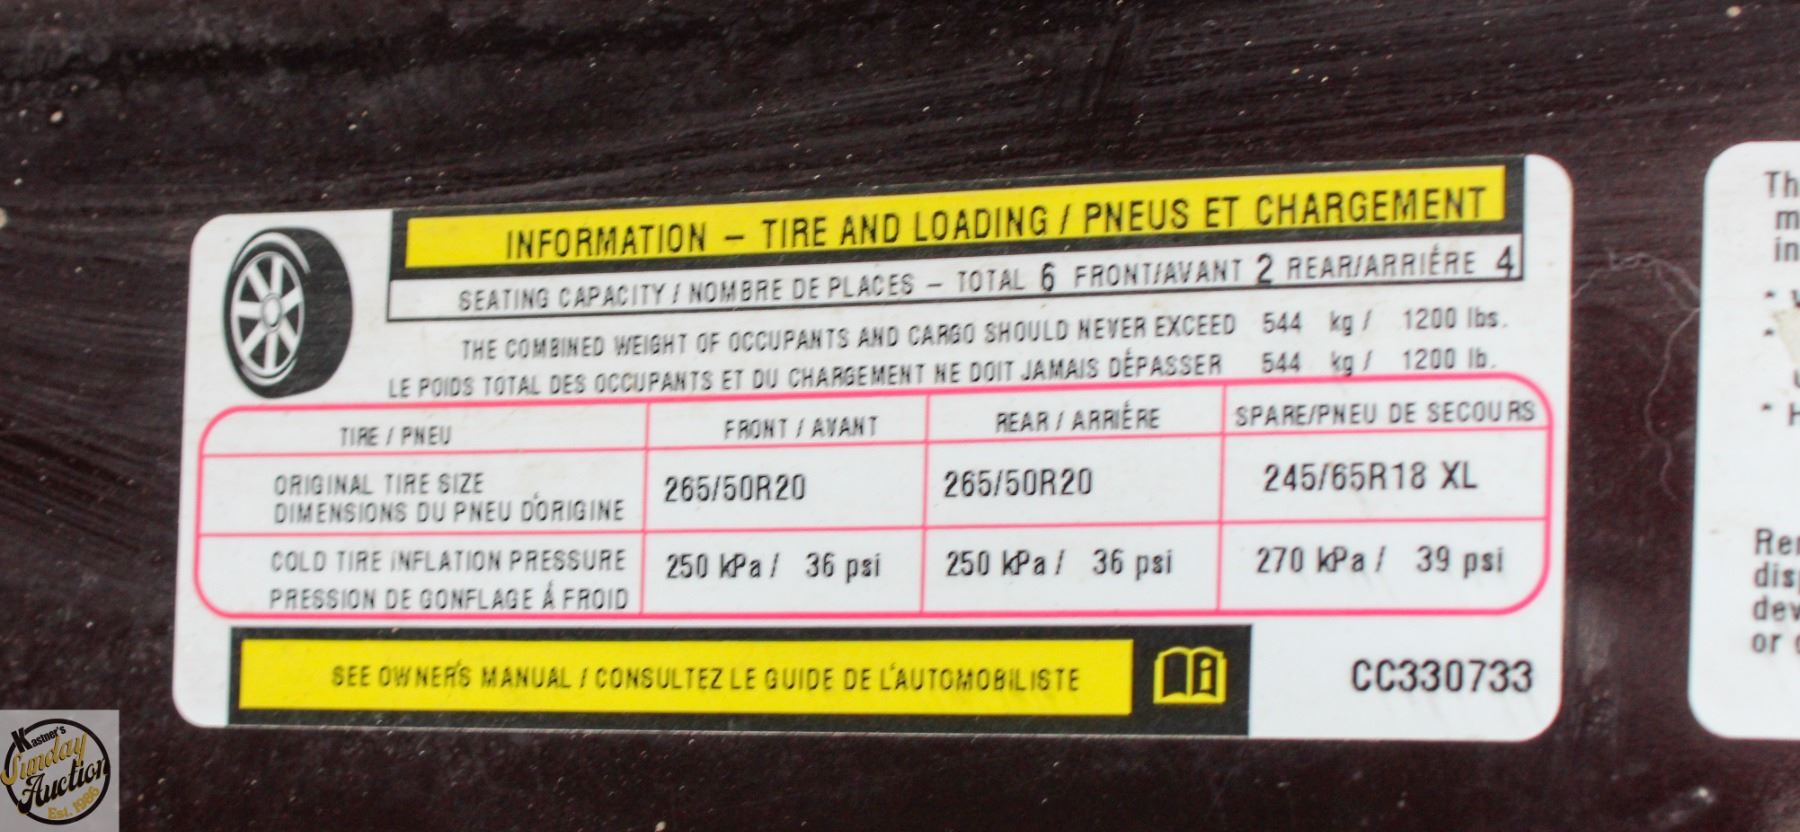 INFORMATION – TIRE AND LOADING / PNEUS ET CHARGEMENT
SEATING CAPACITY / NOMBRE DE PLACES – TOTAL 6 FRONT/AVANT 2 REAR/ARRIÉRE 4
THE COMBINED WEIGHT OF OCCUPANTS AND CARGO SHOULD NEVER EXCEED 544 kg / 1200 lbs.
LE POIDS TOTAL DES OCCUPANTS ET DU CHARGEMENT NE DOIT JAMAIS DÉPASSER 544 kg / 1200 lb.
TIRE / PNEU FRONT / AVANT REAR / ARRIÈRE SPARE/PNEU DE SECOURS
ORIGINAL TIRE SIZE
DIMENSIONS DU PNEU D'ORIGINE
265/50R20 265/50R20 245/65R18 XL
COLD TIRE INFLATION PRESSURE
PRESSION DE GONFLAGE Á FROID
250 kPa / 36 psi 250 kPa / 36 psi 270 kPa / 39 psi
SEE OWNER'S MANUAL / CONSULTEZ LE GUIDE DE L'AUTOMOBILISTE
CC330733
Kastner's
Sunday
Auction
Est. 1986
or